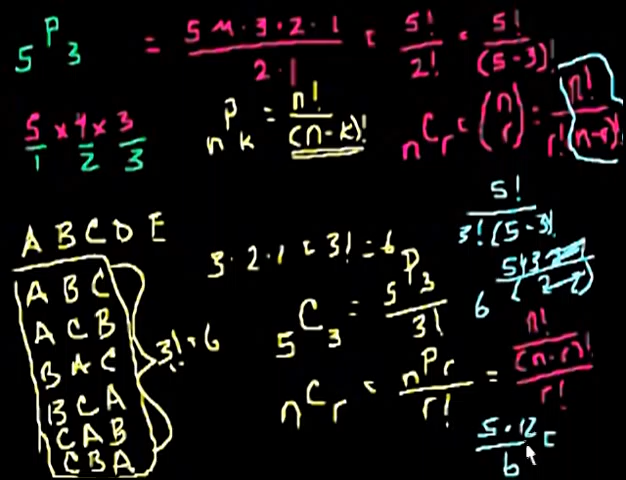 5P3 = 5 4 · 3 · 2 · 1 / 2 · 1 = 5! / 2! = 5! / (5-3)!
5/1 × 4/2 × 3/3
nPk = n! / (n-k)!
nCr = (n r) = n! / r! (n-r)!
5! / 3! (5-3)!
A B C D E
A B C
A C B
B A C
B C A
C A B
C B A
3! = 6
3 · 2 · 1 = 3! = 6
5C3 = 5P3 / 3!
nCr = nPr / r! = n! / (n-r)! / r!
6
5 · 12 / 6 =